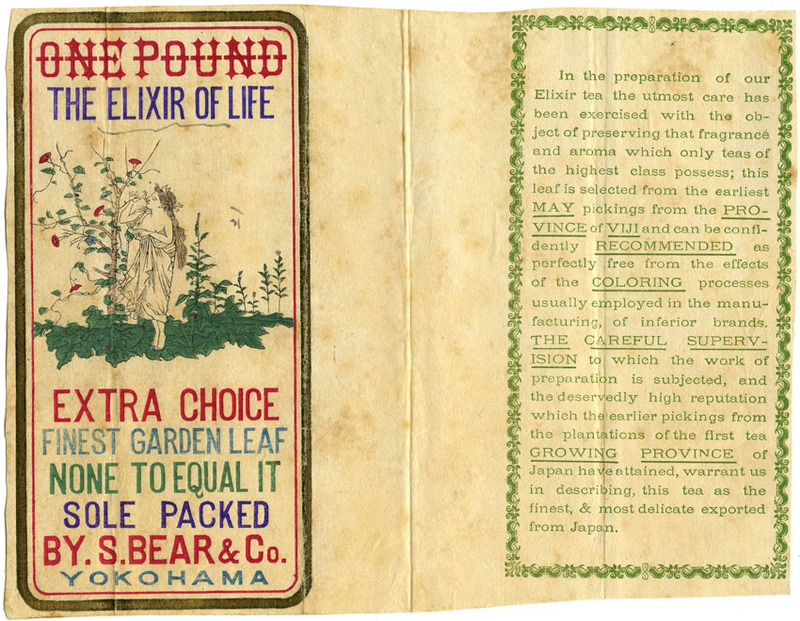 ONE POUND
THE ELIXIR OF LIFE
EXTRA CHOICE
FINEST GARDEN LEAF
NONE TO EQUAL IT
SOLE PACKED
BY. S. BEAR & Co.
YOKOHAMA
In the preparation of our
Elixir tea the utmost care has
been exercised with the ob-
ject of preserving that fragrance
and aroma which only teas of
the highest class possess; this
leaf is selected from the earliest
MAY pickings from the PRO-
VINCE of VIJI and can be confi-
dently RECOMMENDED as
perfectly free from the effects
of the COLORING processes
usually employed in the manu-
facturing, of inferior brands.
THE CAREFUL SUPERV-
ISION to which the work of
preparation is subjected, and
the deservedly high reputation
which the earlier pickings from
the plantations of the first tea
GROWING PROVINCE of
Japan have attained, warrant us
in describing, this tea as the
finest, & most delicate exported
from Japan.